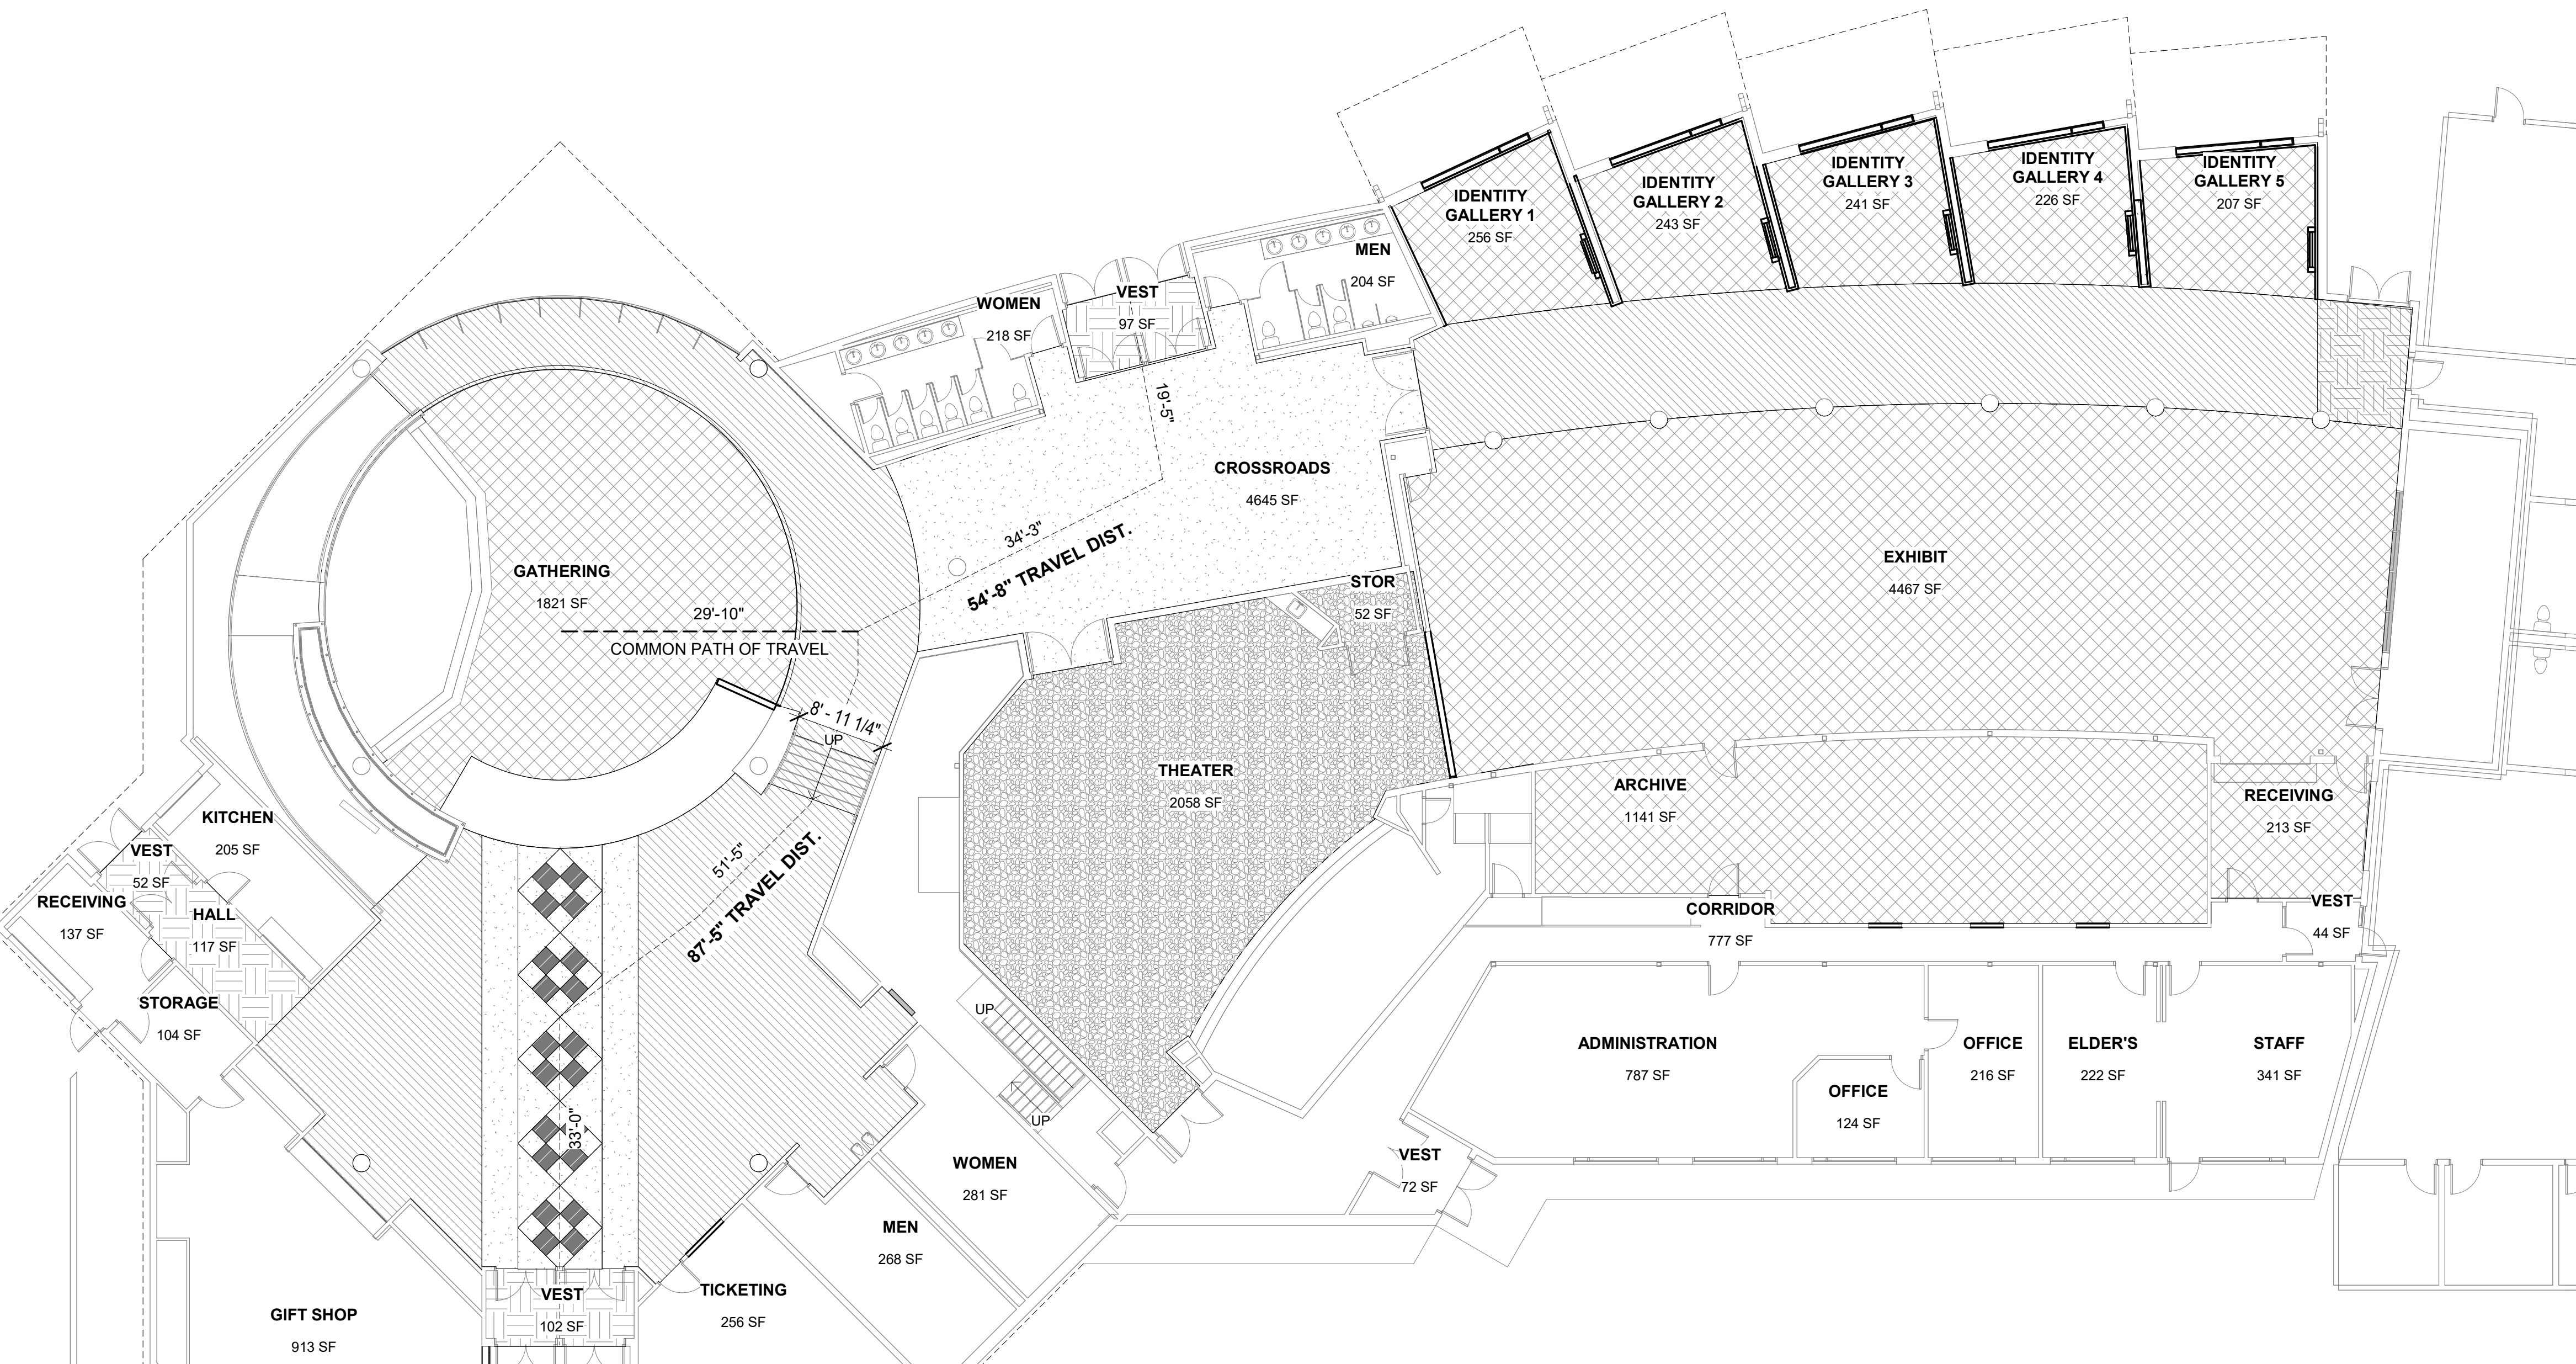 IDENTITY
GALLERY 1
256 SF
IDENTITY
GALLERY 2
243 SF
IDENTITY
GALLERY 3
241 SF
IDENTITY
GALLERY 4
226 SF
IDENTITY
GALLERY 5
207 SF
MEN
204 SF
VEST
97 SF
WOMEN
218 SF
19'-5"
CROSSROADS
4645 SF
34'-3"
54'-8" TRAVEL DIST.
EXHIBIT
4467 SF
GATHERING
1821 SF
29'-10"
COMMON PATH OF TRAVEL
STOR
52 SF
8' - 11 1/4"
UP
THEATER
2058 SF
ARCHIVE
1141 SF
RECEIVING
213 SF
KITCHEN
205 SF
VEST
52 SF
RECEIVING
137 SF
HALL
117 SF
51'-5"
87'-5" TRAVEL DIST.
CORRIDOR
777 SF
VEST
44 SF
STORAGE
104 SF
UP
UP
ADMINISTRATION
787 SF
OFFICE
124 SF
OFFICE
216 SF
ELDER'S
222 SF
STAFF
341 SF
33'-0"
WOMEN
281 SF
VEST
72 SF
MEN
268 SF
TICKETING
256 SF
VEST
102 SF
GIFT SHOP
913 SF